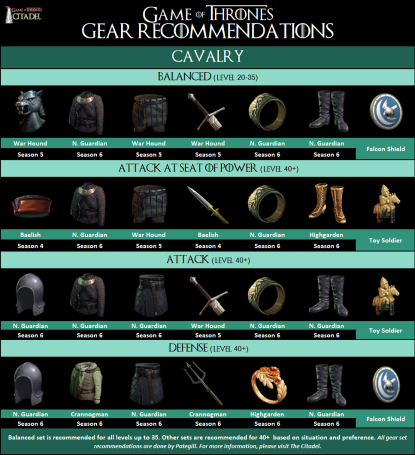 GAME OF THRONES
CITADEL
GAME OF THRONES
GEAR RECOMMENDATIONS
CAVALRY
BALANCED (LEVEL 20-35)
War Hound N. Guardian War Hound War Hound N. Guardian N. Guardian Falcon Shield
Season 5 Season 6 Season 5 Season 5 Season 6 Season 6
ATTACK AT SEAT OF POWER (LEVEL 40+)
Baelish N. Guardian War Hound Baelish N. Guardian Highgarden Toy Soldier
Season 4 Season 6 Season 5 Season 4 Season 6 Season 6
ATTACK (LEVEL 40+)
N. Guardian N. Guardian N. Guardian War Hound N. Guardian N. Guardian Toy Soldier
Season 6 Season 6 Season 6 Season 5 Season 6 Season 6
DEFENSE (LEVEL 40+)
N. Guardian Crannogman N. Guardian Crannogman Highgarden N. Guardian Falcon Shield
Season 6 Season 6 Season 6 Season 6 Season 6 Season 6
Balanced set is recommended for all levels up to 35. Other sets are recommended for 40+ based on situation and preference. All gear set
recommendations are done by Pategill. For more information, please visit The Citadel.